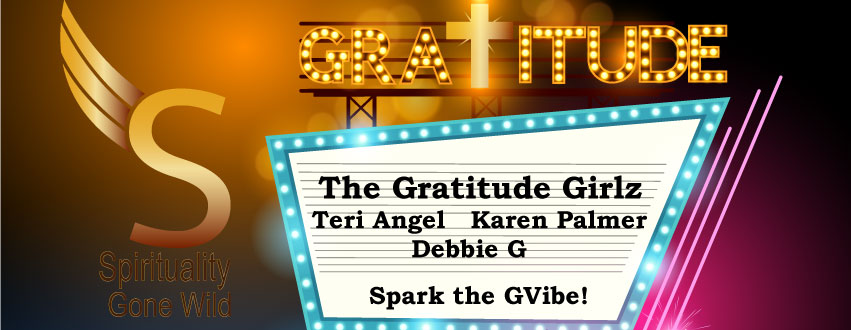 GRATITUDE
S
Spirituality
Gone Wild
The Gratitude Girlz
Teri Angel Karen Palmer
Debbie G
Spark the GVibe!